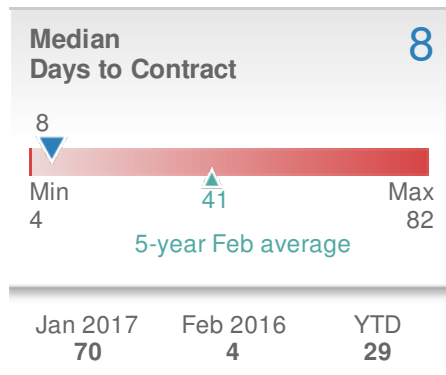 Median 8
Days to Contract
8
Min Max
4 41 82
5-year Feb average
Jan 2017 Feb 2016 YTD
70 4 29